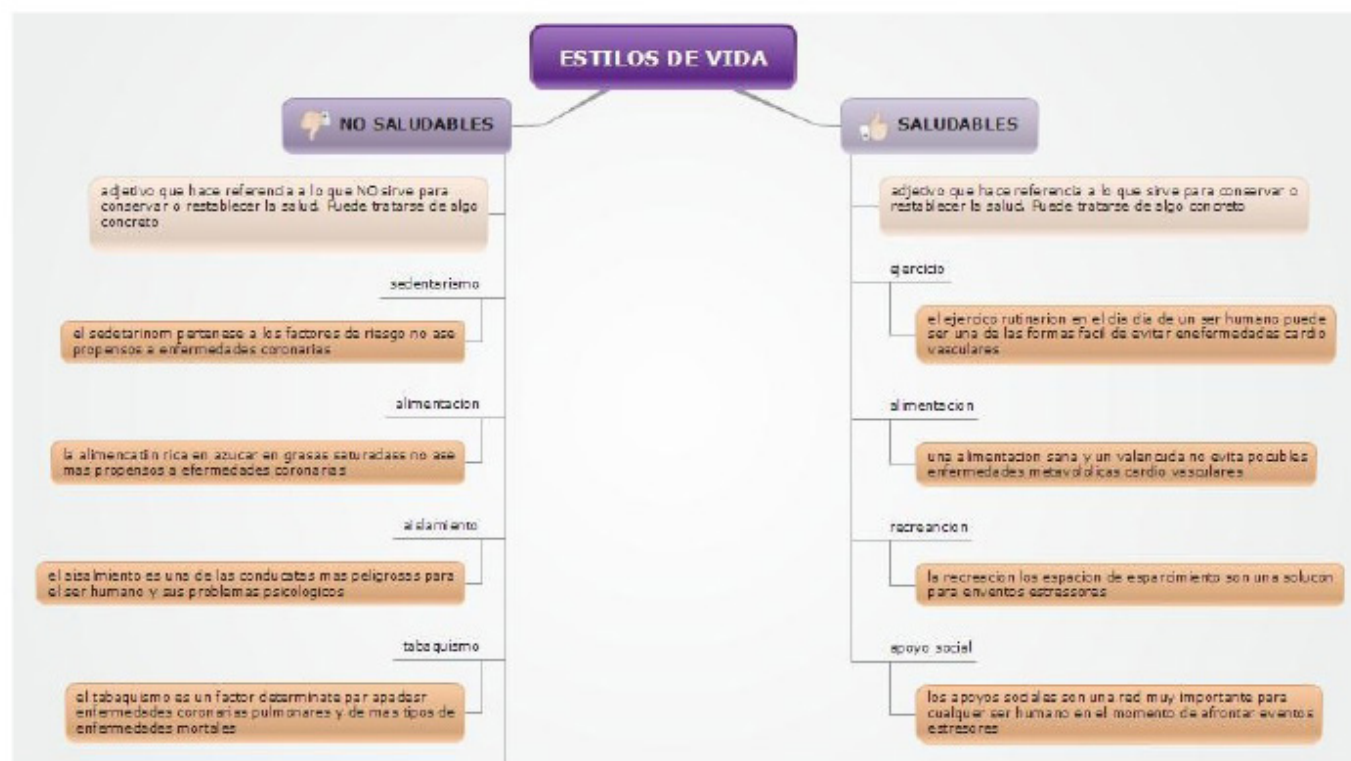 ESTILOS DE VIDA
NO SALUDABLES
adjetivo que hace referencia a lo que NO sirve para
conservar o restablecer la salud. Puede tratarse de algo
concreto
sedentarismo
el sedetarinom pertanese a los factores de riesgo no ase
propensos a enfermedades coronarias
alimentacion
la alimencatiin rica en azucar en grasas saturadass no ase
mas propensos a efermedades coronarias
aislamiento
el aisalmiento es una de las conducatas mas peligrosas para
el ser humano y sus problemas psicologicos
tabaquismo
el tabaquismo es un factor determinate par apadesr
enfermedades coronarias pulmonares y de mas tipos de
enfermedades mortales
SALUDABLES
adjetivo que hace referencia a lo que sirve para conservar o
restablecer la salud. Puede tratarse de algo concreto
ejercicio
el ejercico rutinarion en el dia dia de un ser humano puede
ser una de las formas facil de evitar enefermedades cardio
vasculares
alimentacion
una alimentacion sana y un valenciida no evita pocubles
enfermedades metavololicas cardio vasculares
recreancion
la recreacion los espacion de esparcimiento son una solucon
para enventos estressores
apoyo social
los apoyos sociales son una red muy importante para
cualquer ser humano en el momento de afrontar eventos
estresores